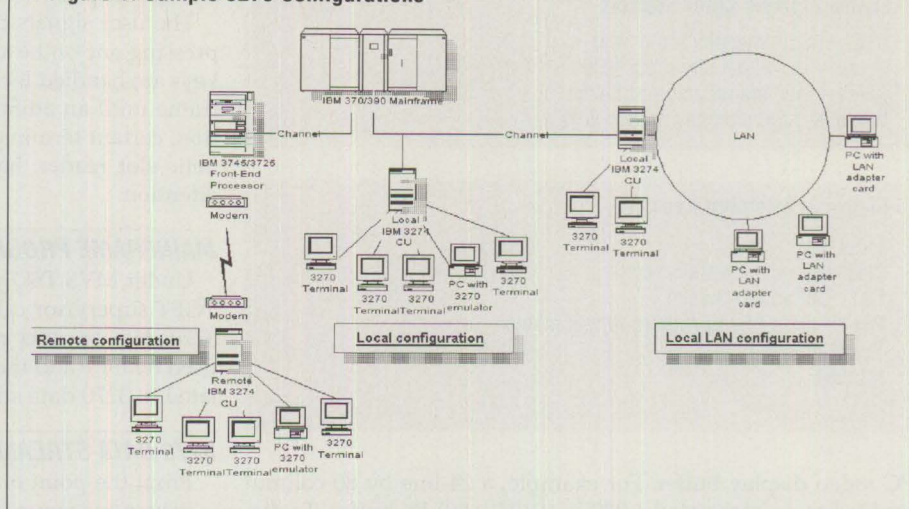 IBM 370/390 Mainframe
Channel
Channel
IBM 3745/3725
Front-End
Processor
Modem
Modem
Remote configuration
Remote
IBM 3274
CU
3270
Terminal
3270
Terminal
3270
Terminal
PC with
3270
emulator
3270
Terminal
Local
IBM 3274
CU
3270
Terminal
3270
Terminal
3270
Terminal
PC with
3270
emulator
3270
Terminal
Local configuration
Local
IBM 3274
CU
3270
Terminal
3270
Terminal
LAN
PC with
LAN
adapter
card
PC with
LAN
adapter
card
PC with
LAN
adapter
card
Local LAN configuration